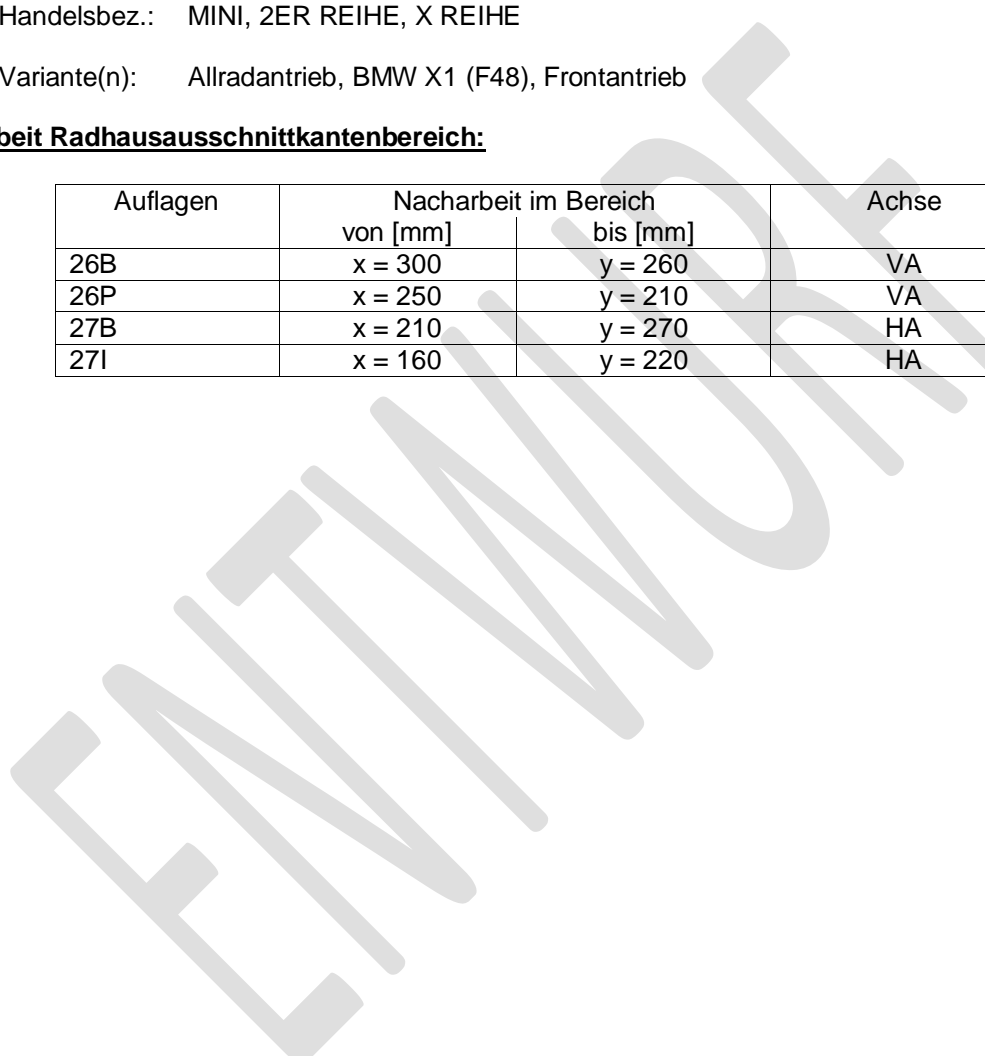 Handelsbez.: MINI, 2ER REIHE, X REIHE
Variante(n): Allradantrieb, BMW X1 (F48), Frontantrieb
beit Radhausausschnittkantenbereich:
Auflagen Nacharbeit im Bereich Achse
von [mm] bis [mm]
26B x = 300 y = 260 VA
26P x = 250 y = 210 VA
27B x = 210 y = 270 HA
27I x = 160 y = 220 HA
ENTWURF